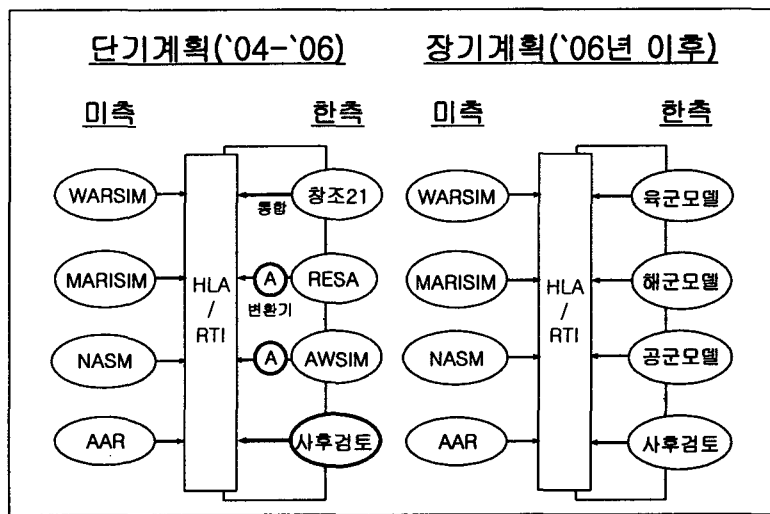 단기계획(`04-`06)
미측
한측
WARSIM
창조21
통합
MARISIM
HLA
/
RTI
A
변환기
RESA
NASM
A
AWSIM
AAR
사후검토
장기계획(`06년 이후)
미측
한측
WARSIM
육군모델
MARISIM
HLA
/
RTI
해군모델
NASM
공군모델
AAR
사후검토